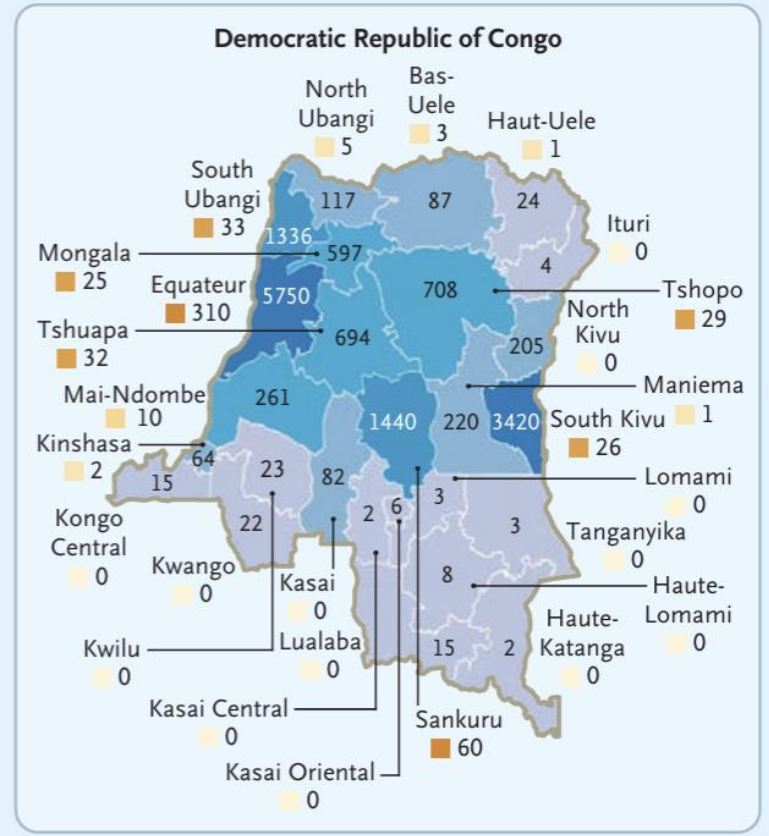 Democratic Republic of Congo
North
Ubangi
5
Bas-
Uele
3
Haut-Uele
1
South
Ubangi
33
117
87
24
Ituri
0
1336
597
4
Mongala
25
Equateur
310
5750
708
Tshopo
29
Tshuapa
32
694
North
Kivu
0
205
Mai-Ndombe
10
261
1440
220
3420
Maniema
1
South Kivu
26
Kinshasa
2
64
15
23
82
Lomami
0
Kongo
Central
0
22
2
6
3
3
Tanganyika
0
Kwango
0
Kasai
0
8
Haute-
Lomami
0
Kwilu
0
Lualaba
0
15
2
Haute-
Katanga
0
Kasai Central
0
Sankuru
60
Kasai Oriental
0